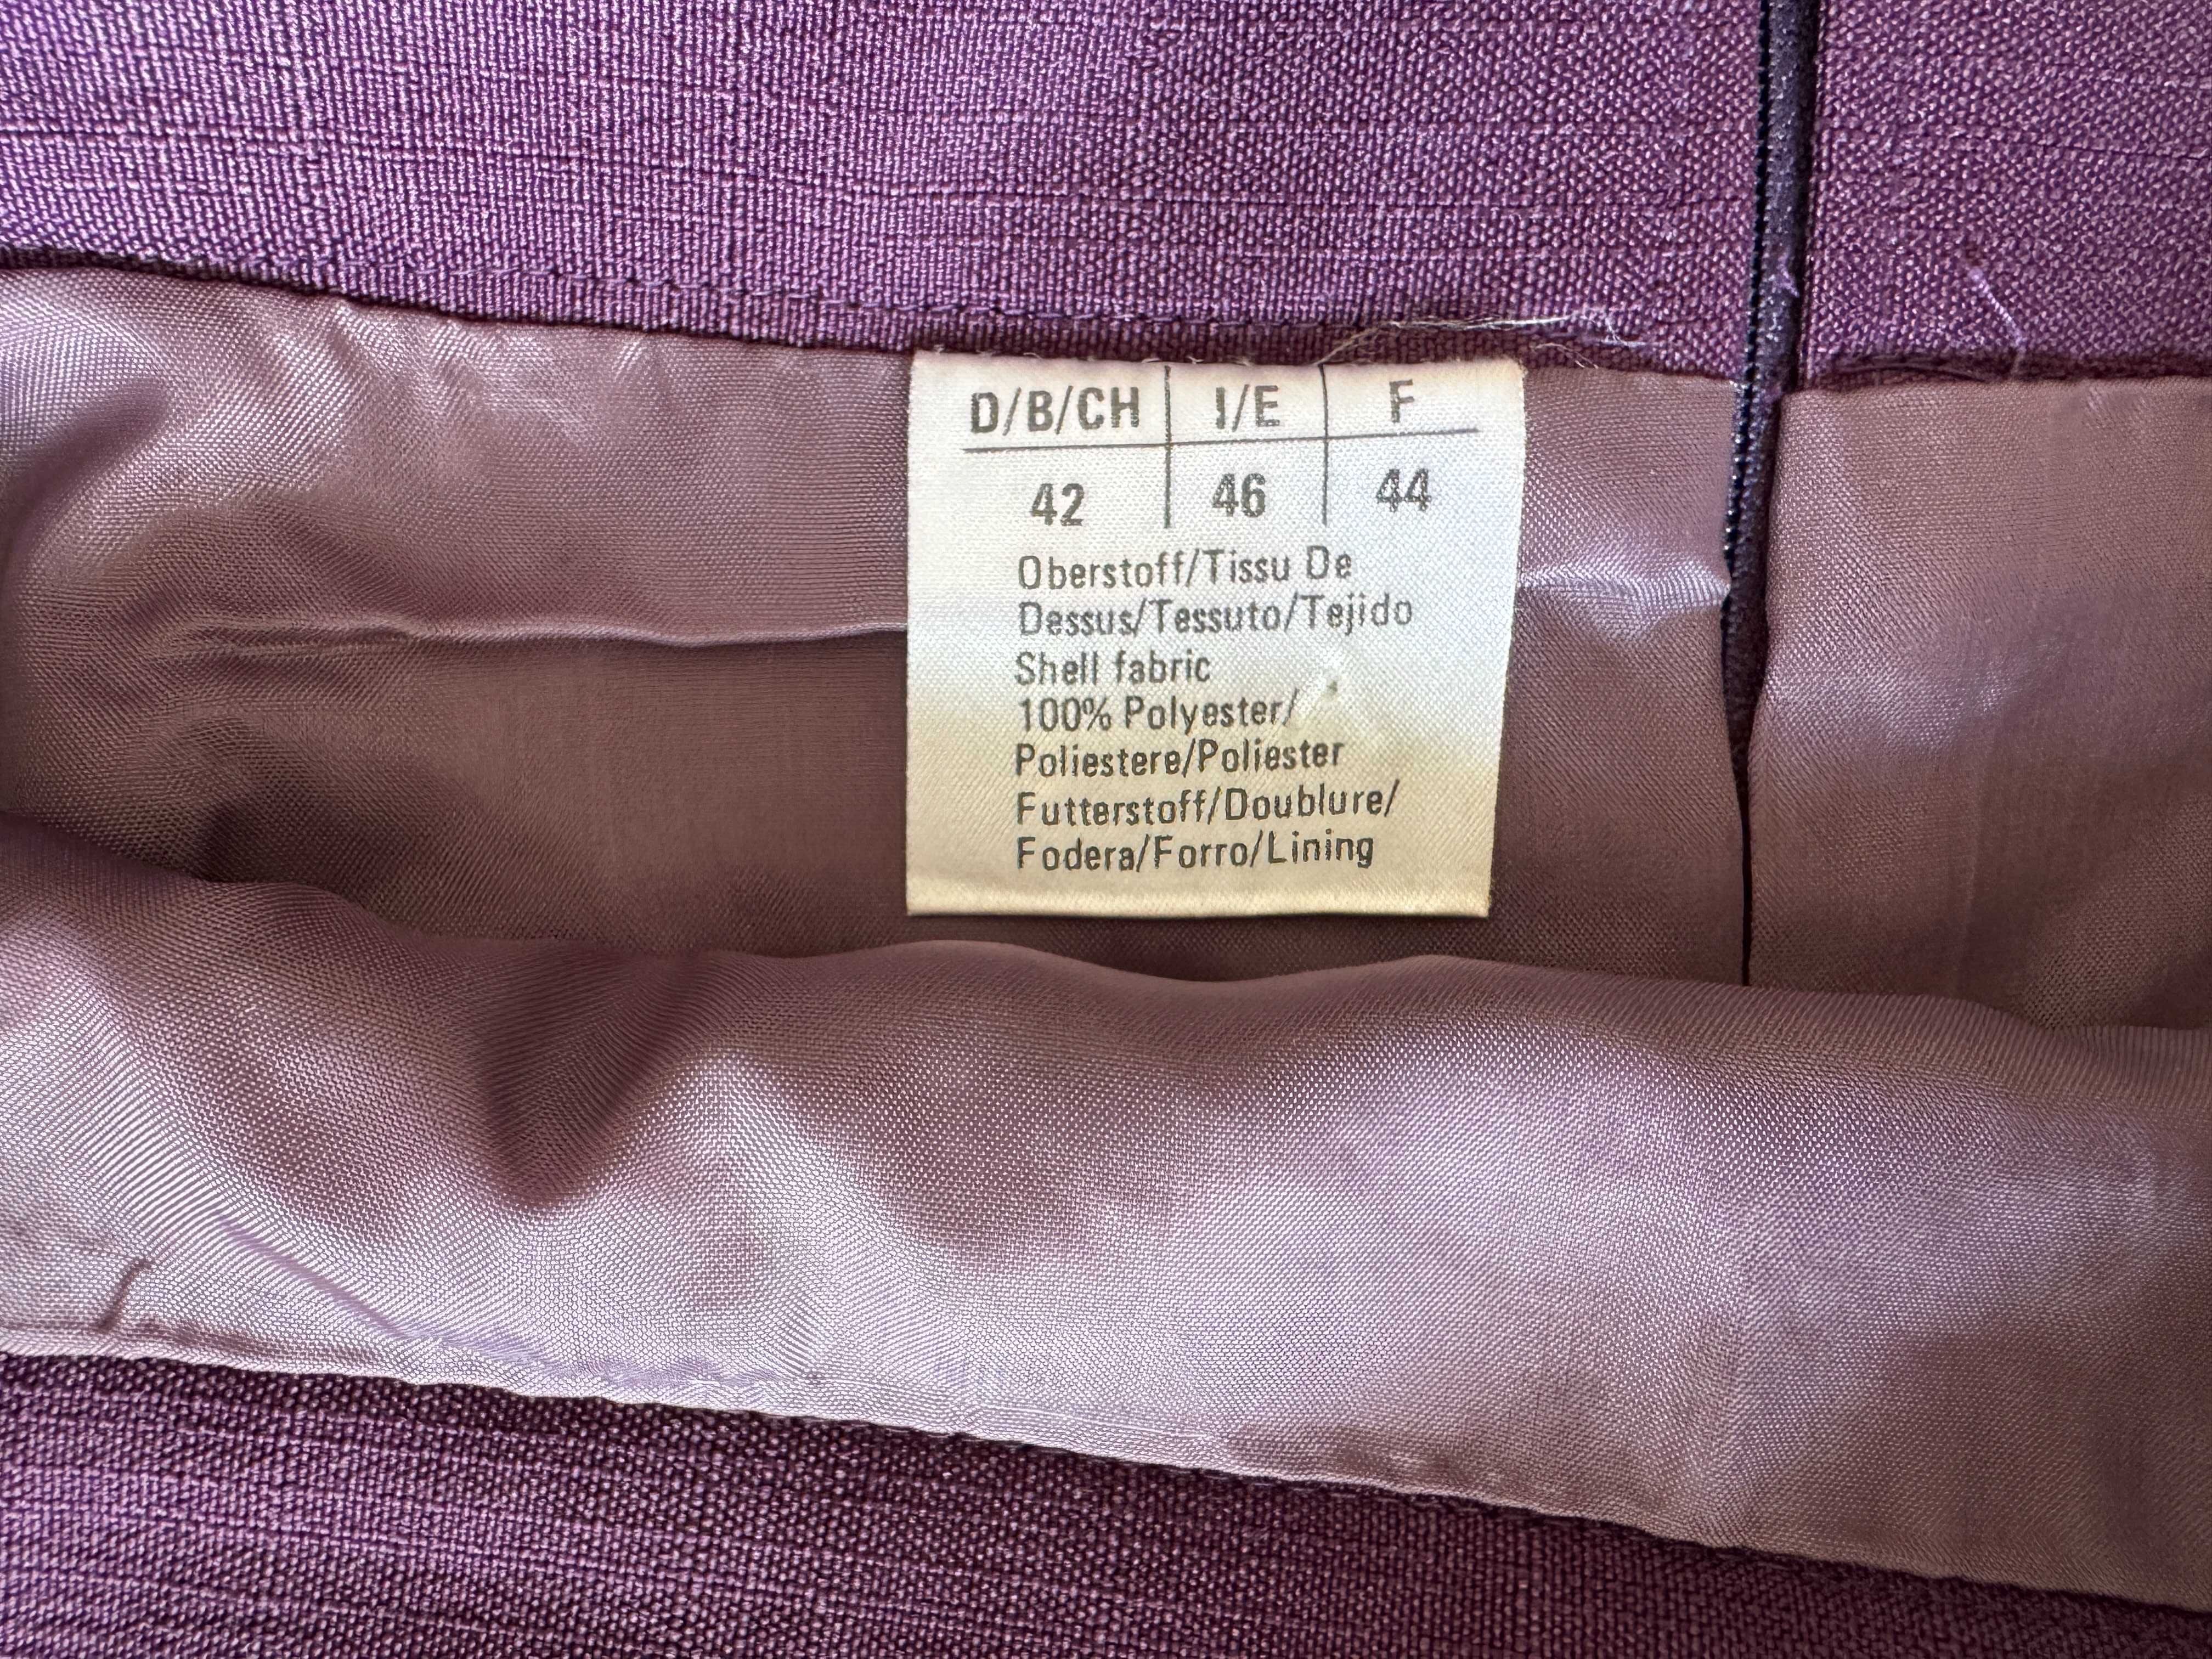 D/B/CH I/E F
42 46 44
Oberstoff/Tissu De
Dessus/Tessuto/Tejido
Shell fabric
100% Polyester/
Poliestere/Poliester
Futterstoff/Doublure/
Fodera/Forro/Lining